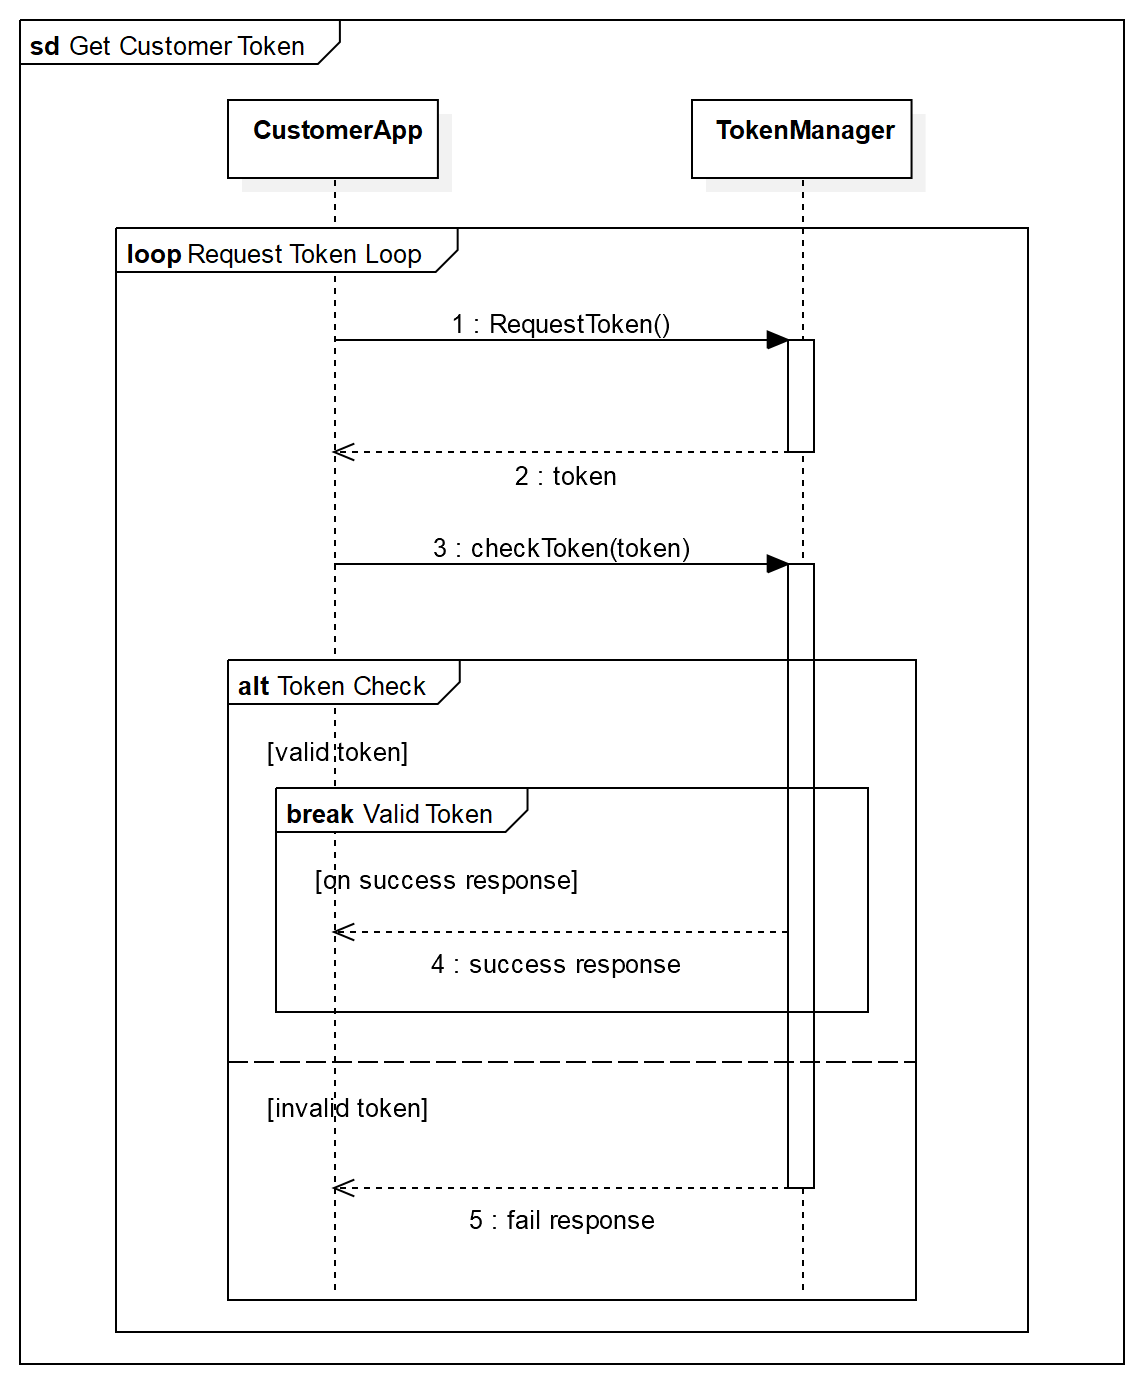 sd Get Customer Token
CustomerApp
TokenManager
loop Request Token Loop
1 : RequestToken()
2 : token
3 : checkToken(token)
alt Token Check
[valid token]
break Valid Token
[on success response]
4 : success response
[invalid token]
5 : fail response